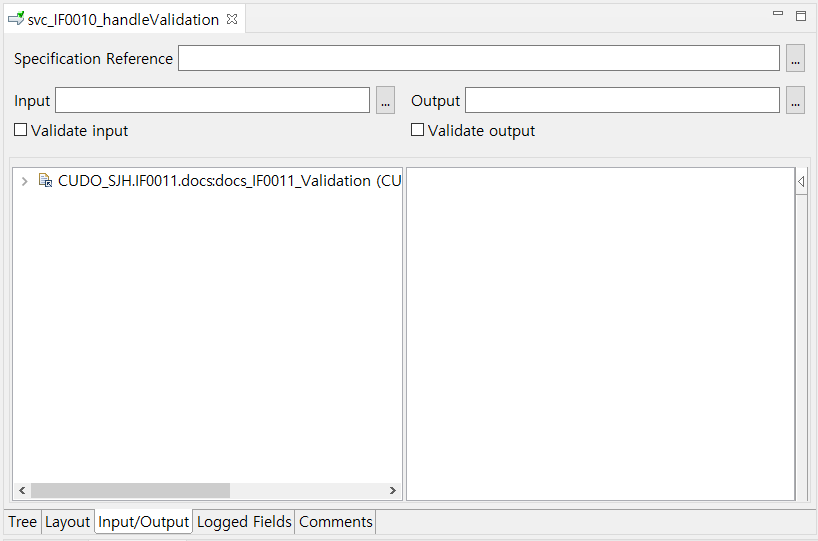 svc_IF0010_handleValidation
Specification Reference ...
Input ... Output ...
Validate input Validate output
CUDO_SJH.IF0011.docs:docs_IF0011_Validation (CU
Tree Layout Input/Output Logged Fields Comments